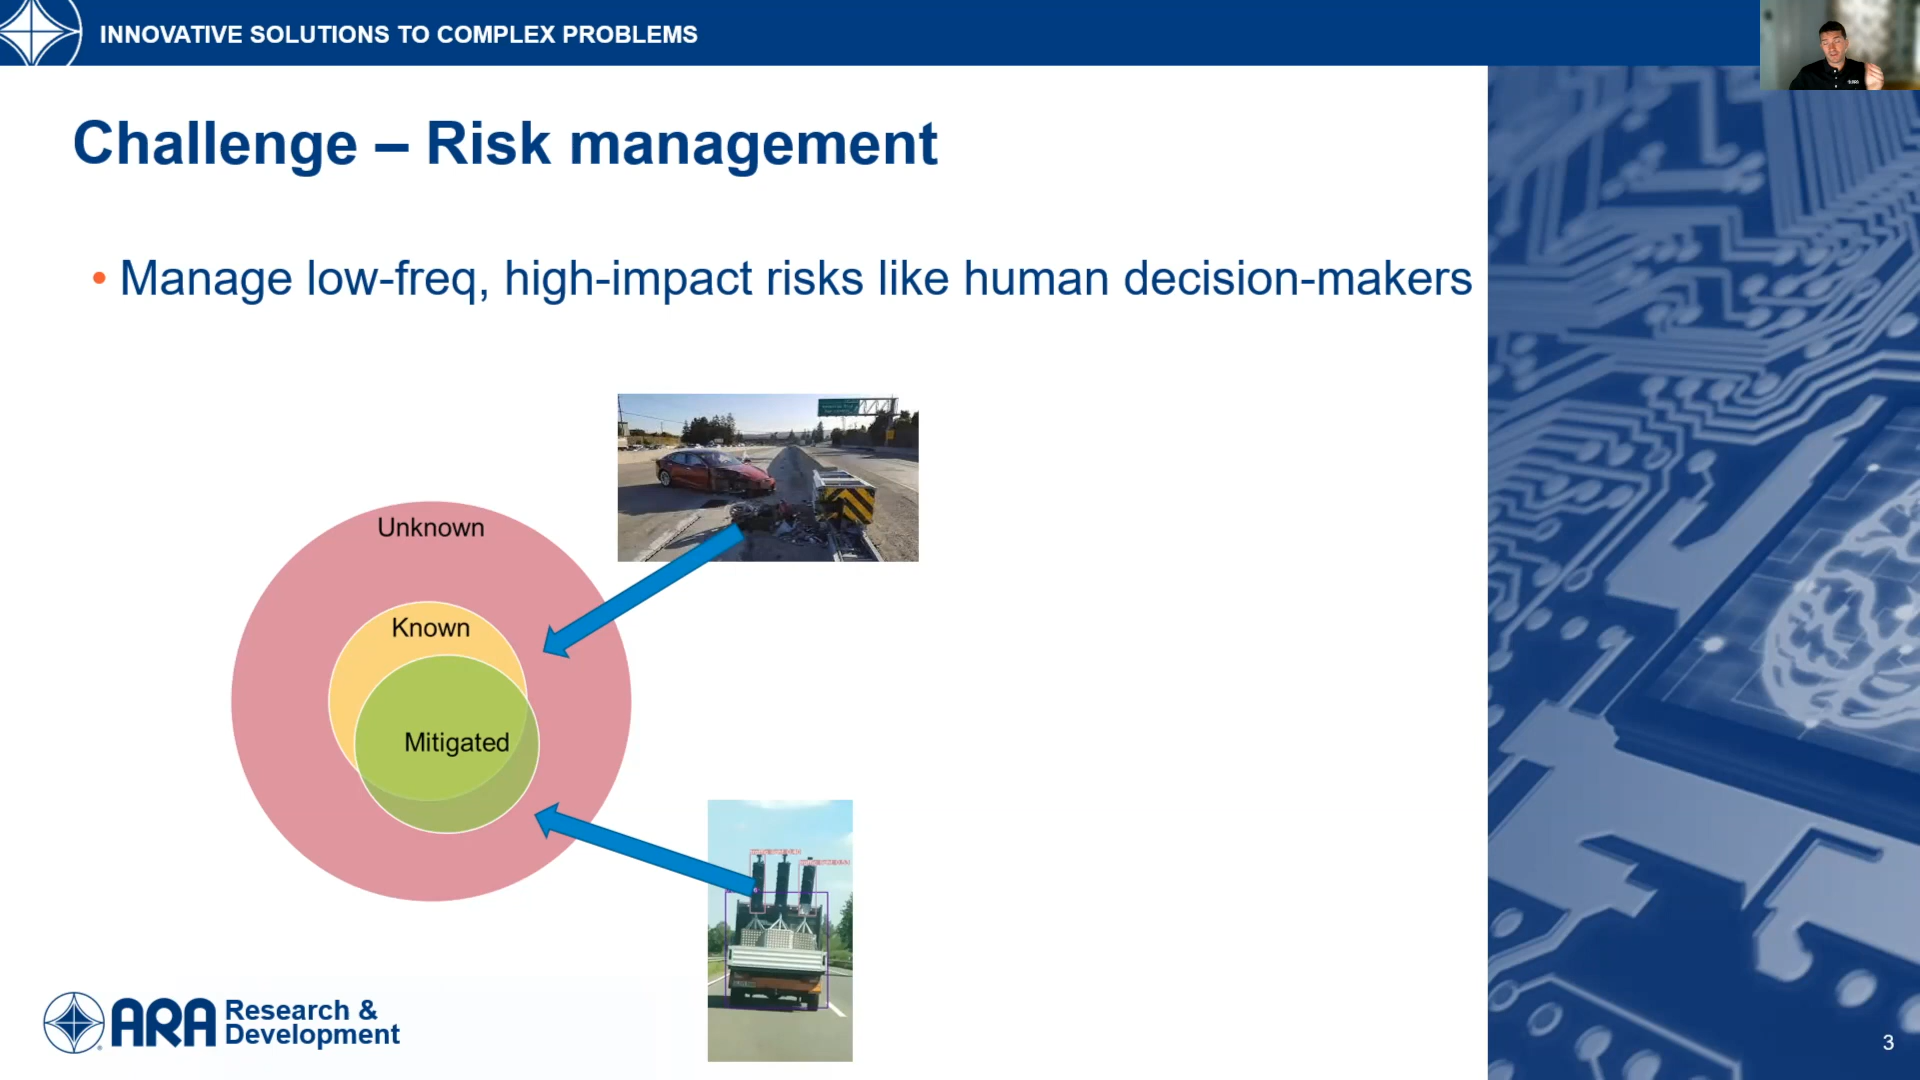 INNOVATIVE SOLUTIONS TO COMPLEX PROBLEMS
Challenge – Risk management
• Manage low-freq, high-impact risks like human decision-makers
Unknown
Known
Mitigated
ARA Research &
Development
3